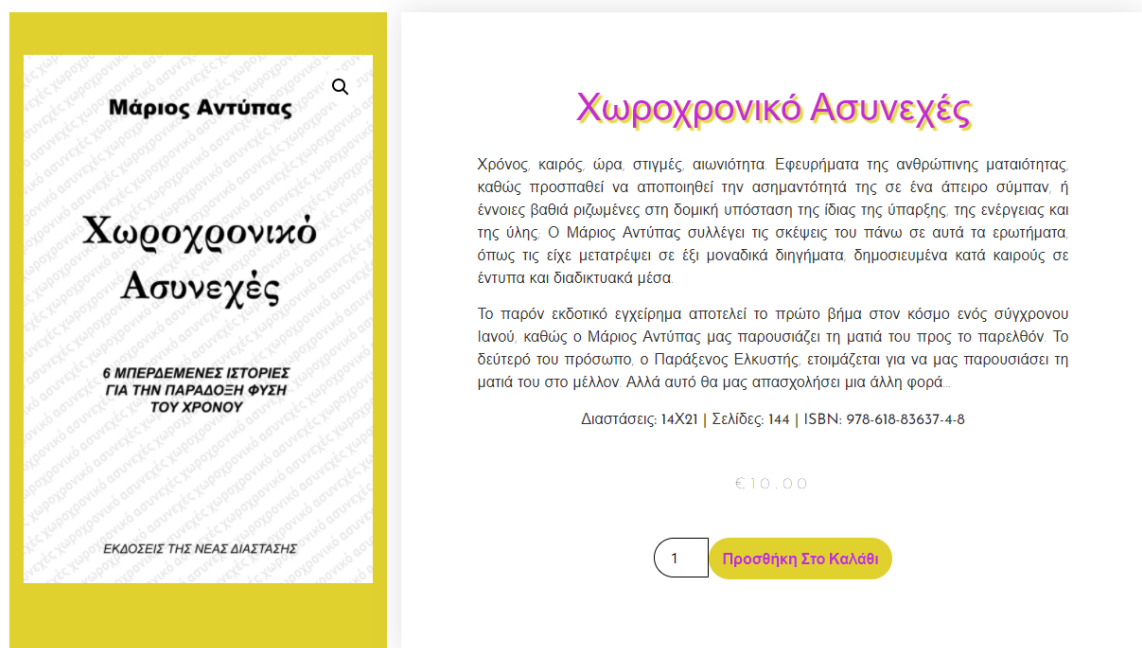 Μάριος Αντύπας
Χωροχρονικό
Ασυνεχές
6 ΜΠΕΡΔΕΜΕΝΕΣ ΙΣΤΟΡΙΕΣ
ΓΙΑ ΤΗΝ ΠΑΡΑΔΟΞΗ ΦΥΣΗ
ΤΟΥ ΧΡΟΝΟΥ
ΕΚΔΟΣΕΙΣ ΤΗΣ ΝΕΑΣ ΔΙΑΣΤΑΣΗΣ
Χωροχρονικό Ασυνεχές
Χρόνος, καιρός, ώρα, στιγμές, αιωνιότητα. Εφευρήματα της ανθρώπινης ματαιότητας,
καθώς προσπαθεί να αποποιηθεί την ασημαντότητά της σε ένα άπειρο σύμπαν, ή
έννοιες βαθιά ριζωμένες στη δομική υπόσταση της ίδιας της ύπαρξης, της ενέργειας και
της ύλης; Ο Μάριος Αντύπας συλλέγει τις σκέψεις του πάνω σε αυτά τα ερωτήματα,
όπως τις είχε μετατρέψει σε έξι μοναδικά διηγήματα, δημοσιευμένα κατά καιρούς σε
έντυπα και διαδικτυακά μέσα.
Το παρόν εκδοτικό εγχείρημα αποτελεί το πρώτο βήμα στον κόσμο ενός σύγχρονου
Ιανού, καθώς ο Μάριος Αντύπας μας παρουσιάζει τη ματιά του προς το παρελθόν. Το
δεύτερό του πρόσωπο, ο Παράξενος Ελκυστής, ετοιμάζεται για να μας παρουσιάσει τη
ματιά του στο μέλλον. Αλλά αυτό θα μας απασχολήσει μια άλλη φορά...
Διαστάσεις: 14Χ21 | Σελίδες: 144 | ISBN: 978-618-83637-4-8
€10.00
1 Προσθήκη Στο Καλάθι